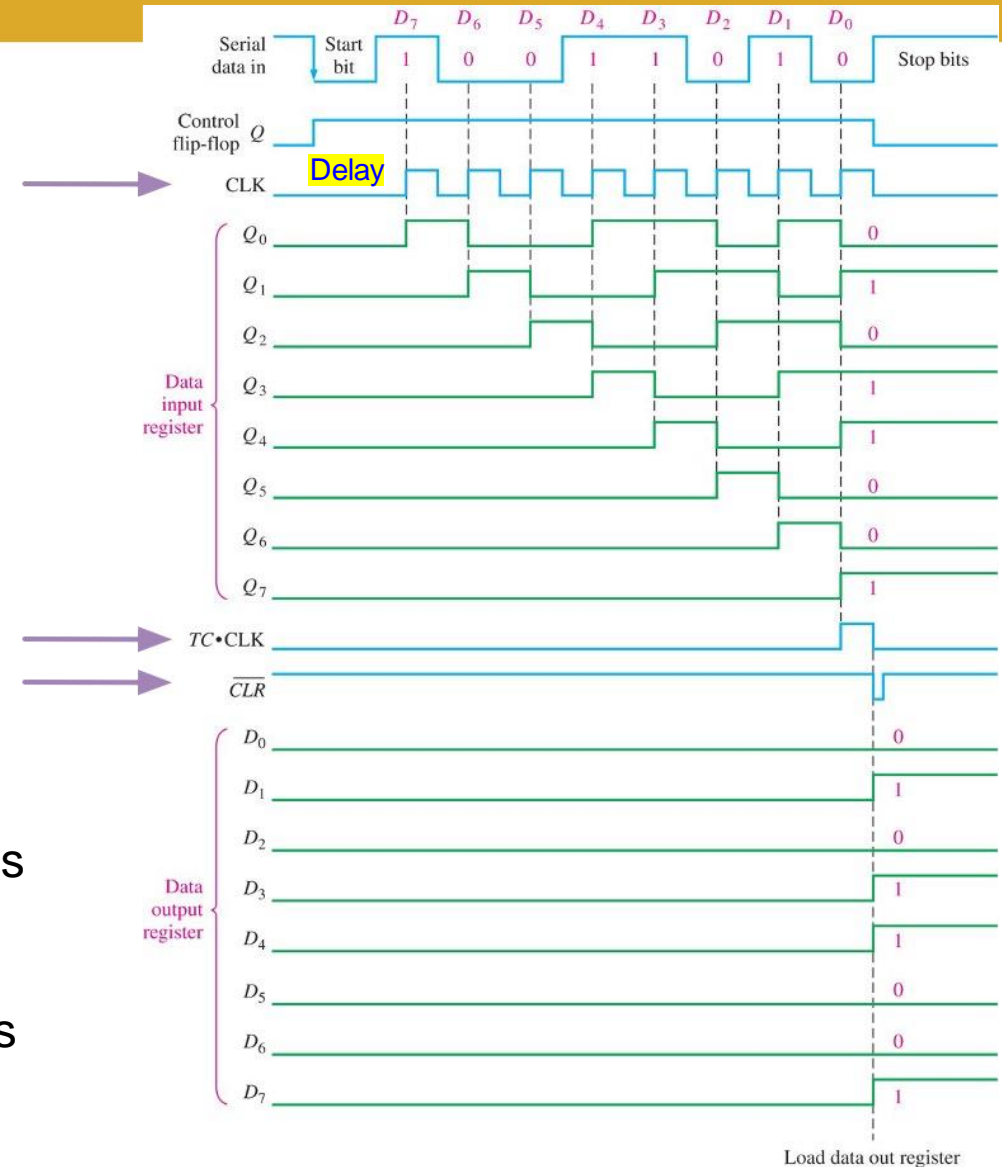 D7 D6 D5 D4 D3 D2 D1 D0
Serial data in
Start bit
1 0 0 1 1 0 1 0
Stop bits
Control flip-flop Q
Delay
CLK
Q0 0
Q1 1
Q2 0
Data input register
Q3 1
Q4 1
Q5 0
Q6 0
Q7 1
TC•CLK
C̅L̅R̅
D0 0
D1 1
D2 0
s
Data output register
D3 1
D4 1
D5 0
s
D6 0
D7 1
Load data out register